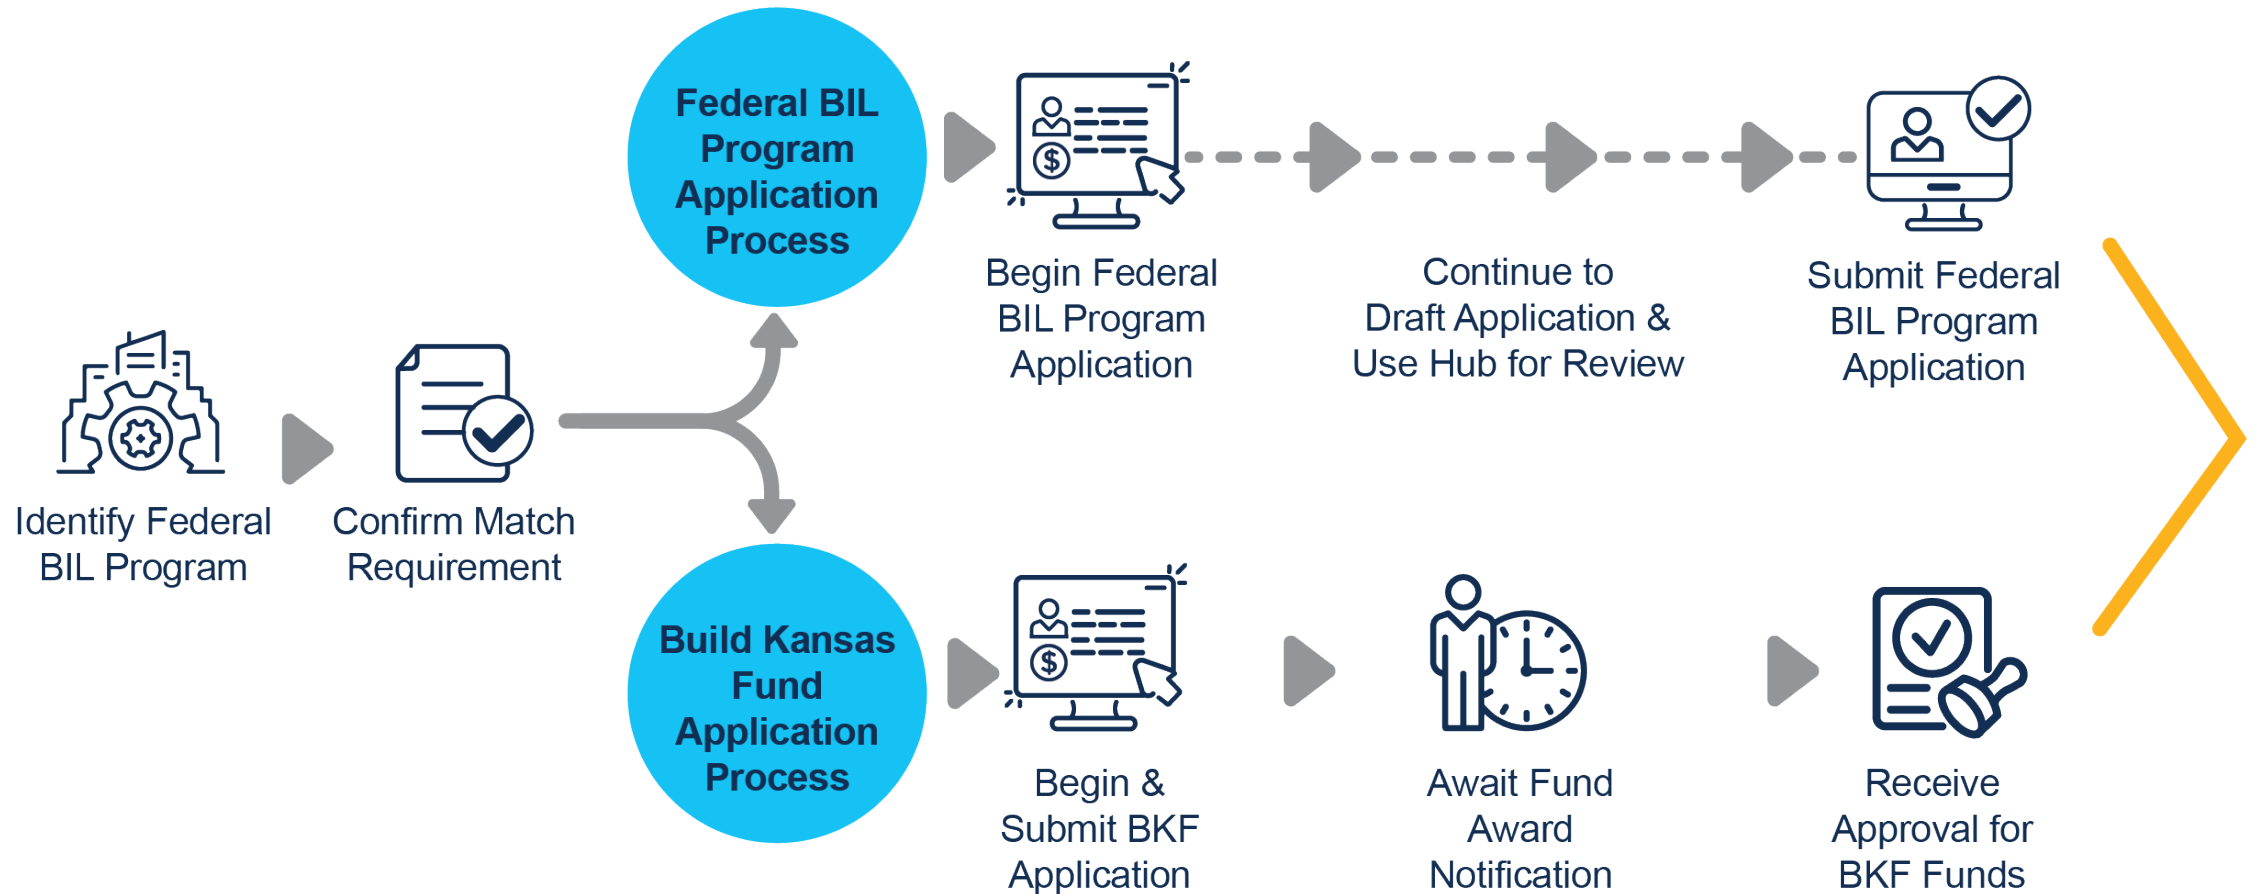 Identify Federal
BIL Program
Confirm Match
Requirement
Federal BIL
Program
Application
Process
Begin Federal
BIL Program
Application
Continue to
Draft Application &
Use Hub for Review
Submit Federal
BIL Program
Application
Build Kansas
Fund
Application
Process
Begin &
Submit BKF
Application
Await Fund
Award
Notification
Receive
Approval for
BKF Funds